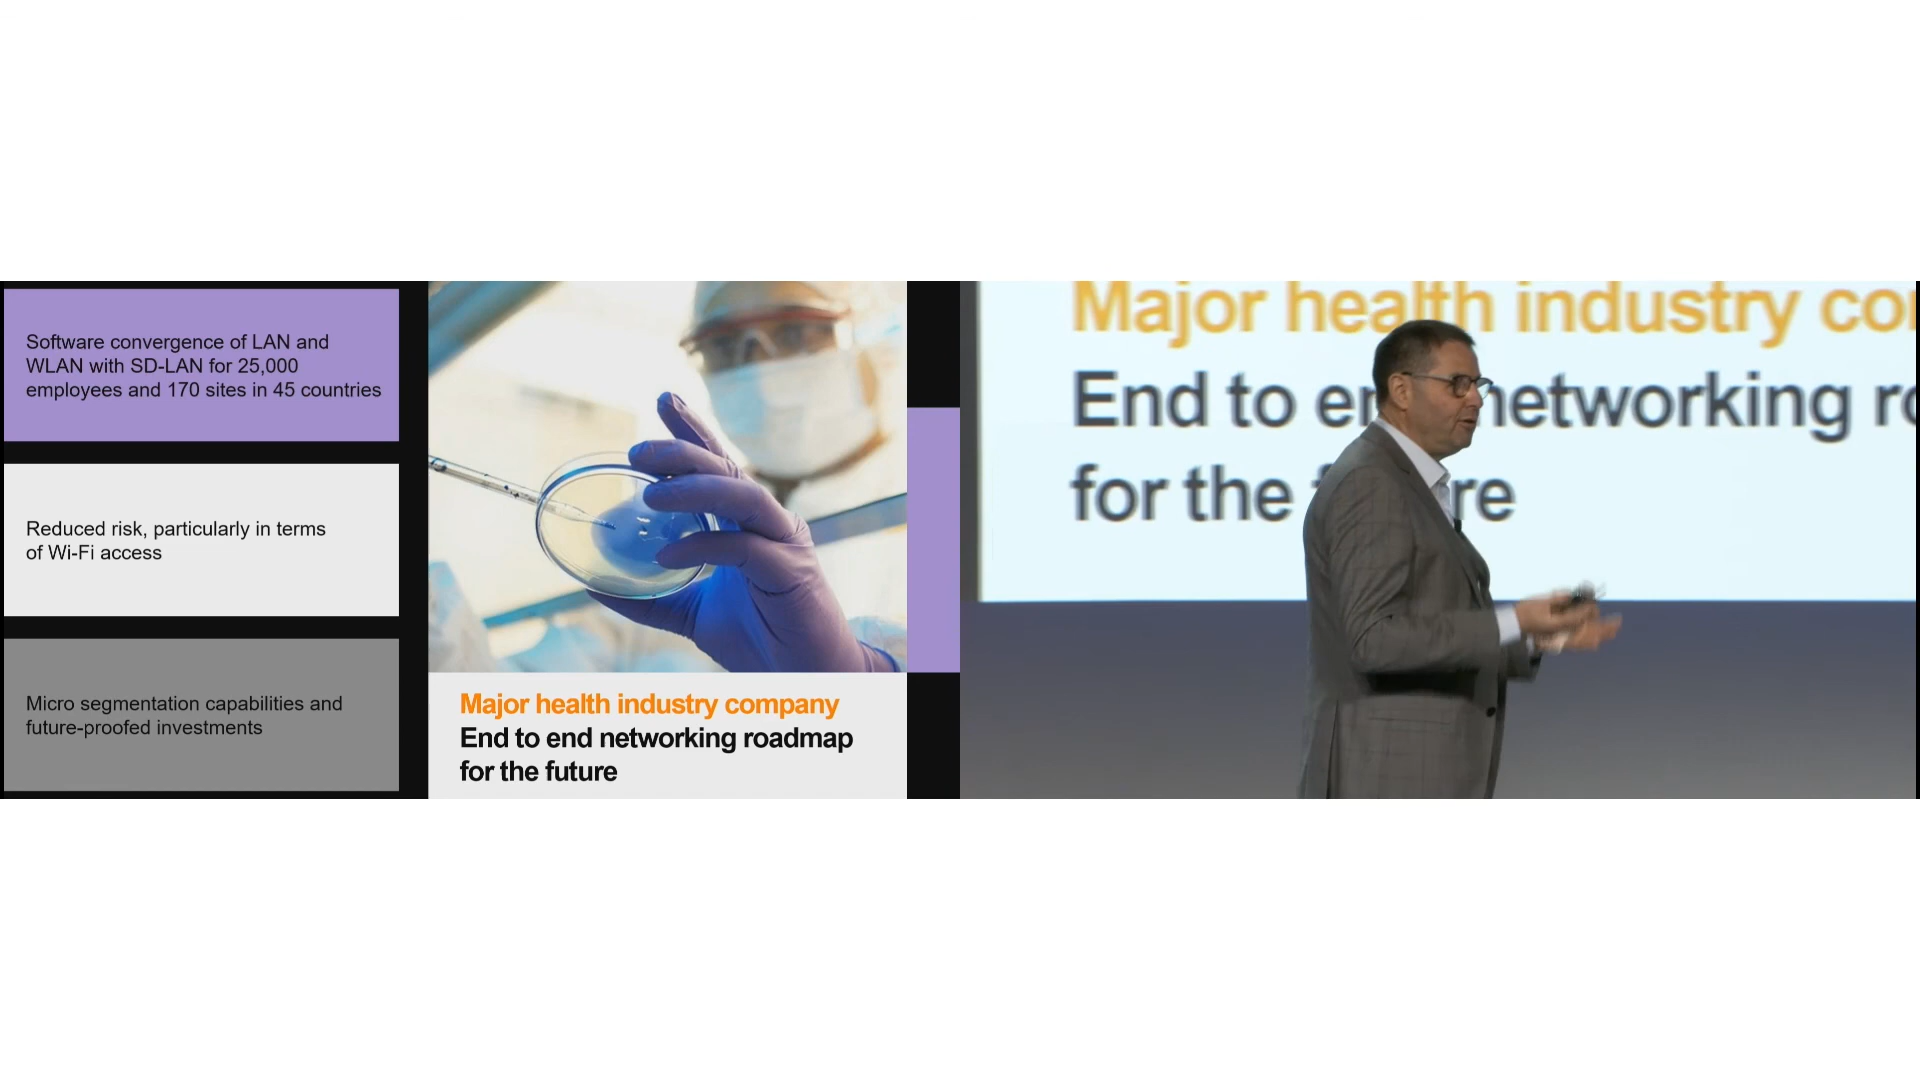 Software convergence of LAN and
WLAN with SD-LAN for 25,000
employees and 170 sites in 45 countries
Reduced risk, particularly in terms
of Wi-Fi access
Micro segmentation capabilities and
future-proofed investments
Major health industry company
End to end networking roadmap
for the future
Major health industry
End to networking
for the